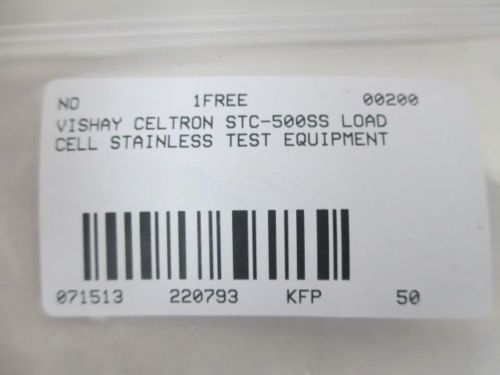 NO 1FREE 00200
VISHAY CELTRON STC-500SS LOAD
CELL STAINLESS TEST EQUIPMENT
071513 220793 KFP 50